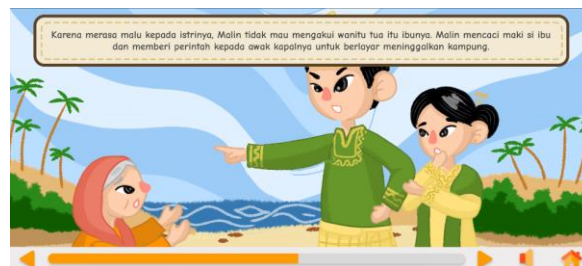 Karena merasa malu kepada istrinya, Malin tidak mau mengakui wanitu tua itu ibunya. Malin mencaci maki si ibu
dan memberi perintah kepada awak kapalnya untuk berlayar meninggalkan kampung.